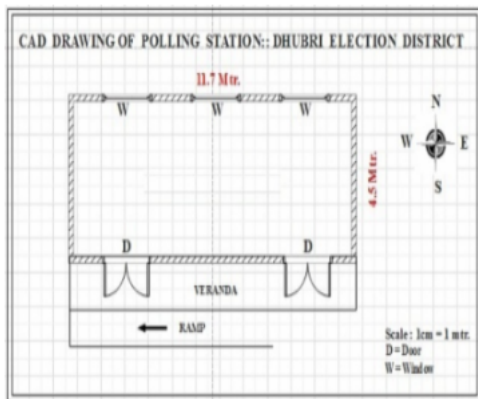 CAD DRAWING OF POLLING STATION:: DHUBRI ELECTION DISTRICT
11.7 Mtr.
W W W
N
W E
S
4.5 Mtr.
D D
VERANDA
RAMP
Scale : 1cm = 1 mtr.
D = Door
W = Window